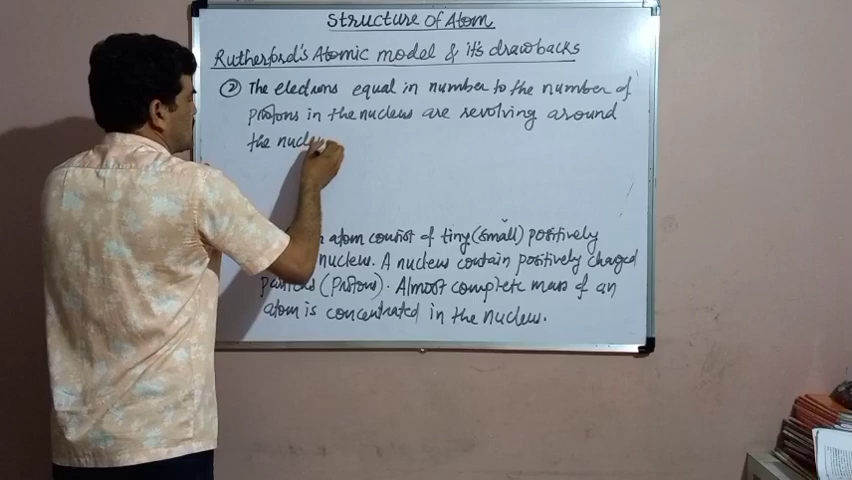 Structure of Atom
Rutherford's Atomic model & it's drawbacks
② The electrons equal in number to the number of
protons in the nucleus are revolving around
the nucleu
atom consist of tiny (small) positively
nucleus. A nucleus contain positively charged
(protons). Almost complete mass of an
atom is concentrated in the nucleus.